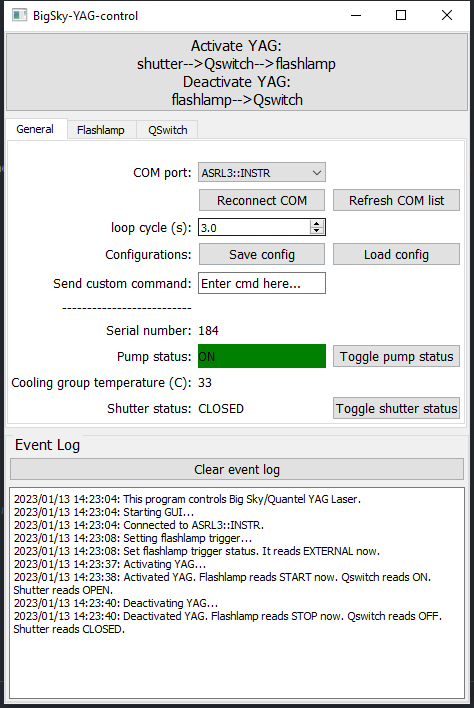 BigSky-YAG-control
Activate YAG:
shutter-->Qswitch-->flashlamp
Deactivate YAG:
flashlamp-->Qswitch
General Flashlamp QSwitch
COM port: ASRL3::INSTR
Reconnect COM Refresh COM list
loop cycle (s): 3.0
Configurations: Save config Load config
Send custom command: Enter cmd here...
--------------------------
Serial number: 184
Pump status: ON Toggle pump status
Cooling group temperature (C): 33
Shutter status: CLOSED Toggle shutter status
Event Log
Clear event log
2023/01/13 14:23:04: This program controls Big Sky/Quantel YAG Laser.
2023/01/13 14:23:04: Starting GUI...
2023/01/13 14:23:04: Connected to ASRL3::INSTR.
2023/01/13 14:23:08: Setting flashlamp trigger...
2023/01/13 14:23:08: Set flashlamp trigger status. It reads EXTERNAL now.
2023/01/13 14:23:37: Activating YAG...
2023/01/13 14:23:38: Activated YAG. Flashlamp reads START now. Qswitch reads ON.
Shutter reads OPEN.
2023/01/13 14:23:40: Deactivating YAG...
2023/01/13 14:23:40: Deactivated YAG. Flashlamp reads STOP now. Qswitch reads OFF.
Shutter reads CLOSED.